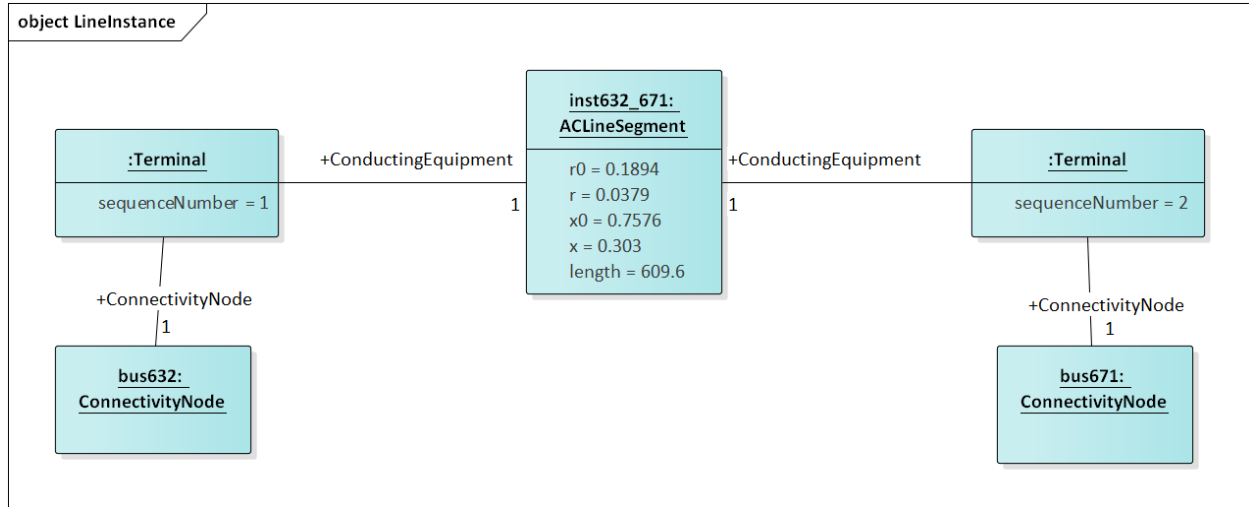 object LineInstance
inst632_671:
ACLineSegment
r0 = 0.1894
r = 0.0379
x0 = 0.7576
x = 0.303
length = 609.6
:Terminal
sequenceNumber = 1
+ConductingEquipment
1
+ConductingEquipment
1
:Terminal
sequenceNumber = 2
+ConnectivityNode
1
+ConnectivityNode
1
bus632:
ConnectivityNode
bus671:
ConnectivityNode